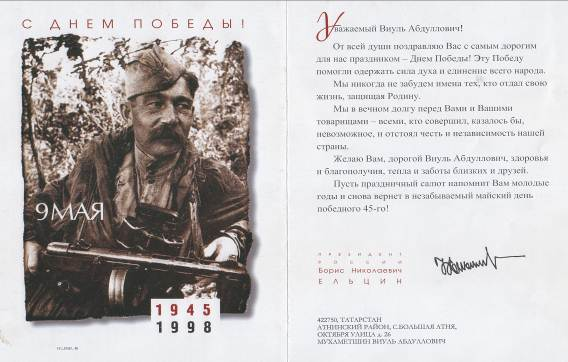 С ДНЕМ ПОБЕДЫ!
9 МАЯ
1945
1998
Уважаемый Виуль Абдуллович!
От всей души поздравляю Вас с самым дорогим
для нас праздником – Днем Победы! Эту Победу
помогли одержать сила духа и единение всего народа.
Мы никогда не забудем имена тех, кто отдал свою
жизнь, защищая Родину.
Мы в вечном долгу перед Вами и Вашими
товарищами – всеми, кто совершил, казалось бы,
невозможное, и отстоял честь и независимость нашей
страны.
Желаю Вам, дорогой Виуль Абдуллович, здоровья
и благополучия, тепла и заботы близких и друзей.
Пусть праздничный салют напомнит Вам молодые
годы и снова вернет в незабываемый майский день
победного 45-го!
ПРЕЗИДЕНТ
РОССИИ
Борис Николаевич
ЕЛЬЦИН
422750, ТАТАРСТАН
АТНИНСКИЙ РАЙОН, С.БОЛЬШАЯ АТНЯ,
ОКТЯБРЯ УЛИЦА д. 26
МУХАМЕТШИН ВИУЛЬ АБДУЛЛОВИЧ